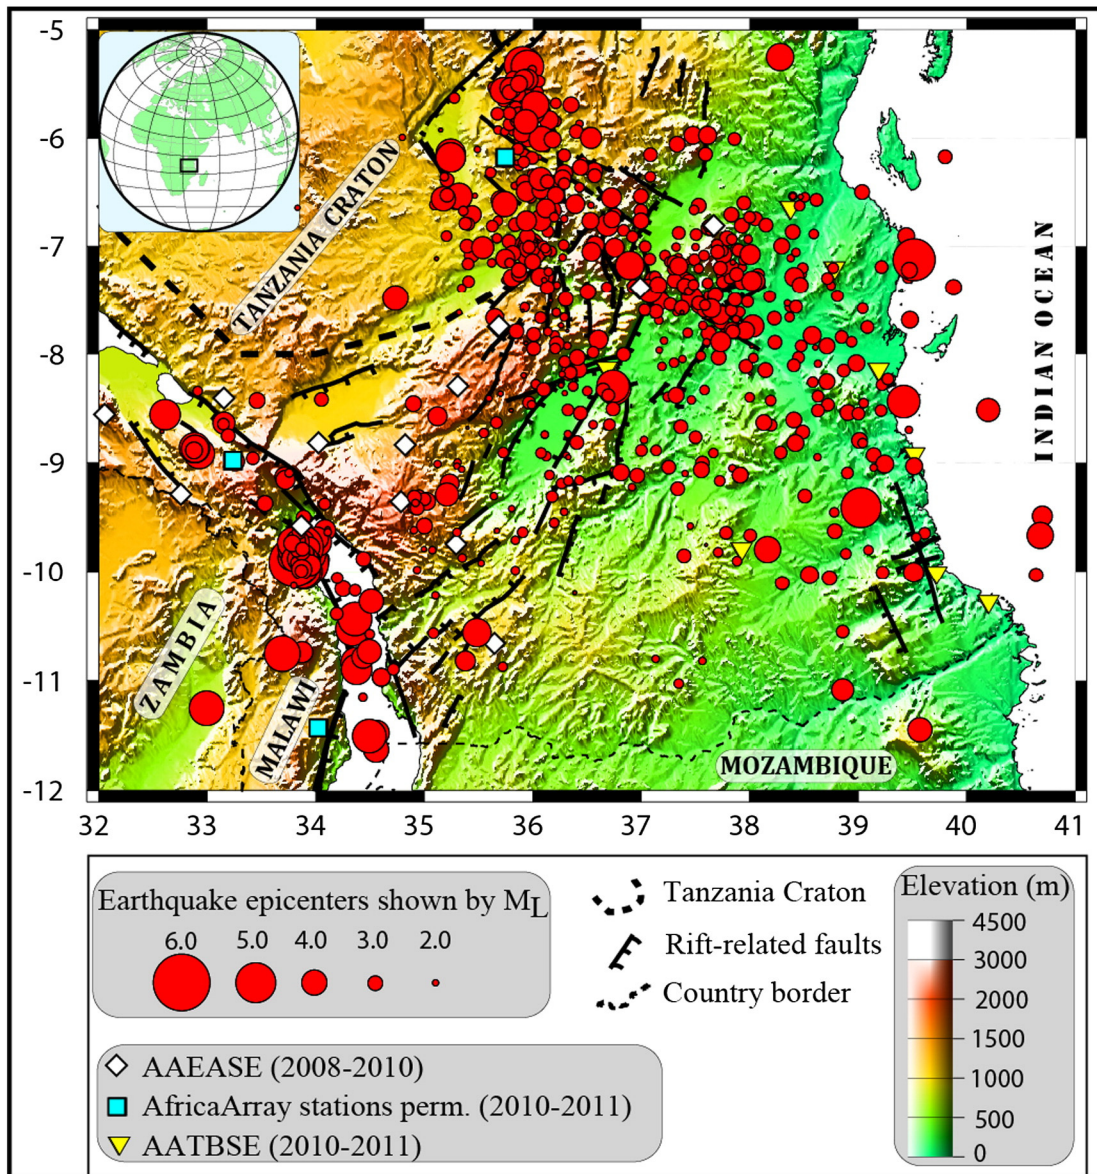 -5
-6
-7
-8
-9
-10
-11
-12
32 33 34 35 36 37 38 39 40 41
TANZANIA CRATON
INDIAN OCEAN
ZAMBIA
MALAWI
MOZAMBIQUE
Earthquake epicenters shown by ML
6.0 5.0 4.0 3.0 2.0
Tanzania Craton
Rift-related faults
Country border
Elevation (m)
4500
3000
2000
1500
1000
500
0
AAEASE (2008-2010)
AfricaArray stations perm. (2010-2011)
AATBSE (2010-2011)